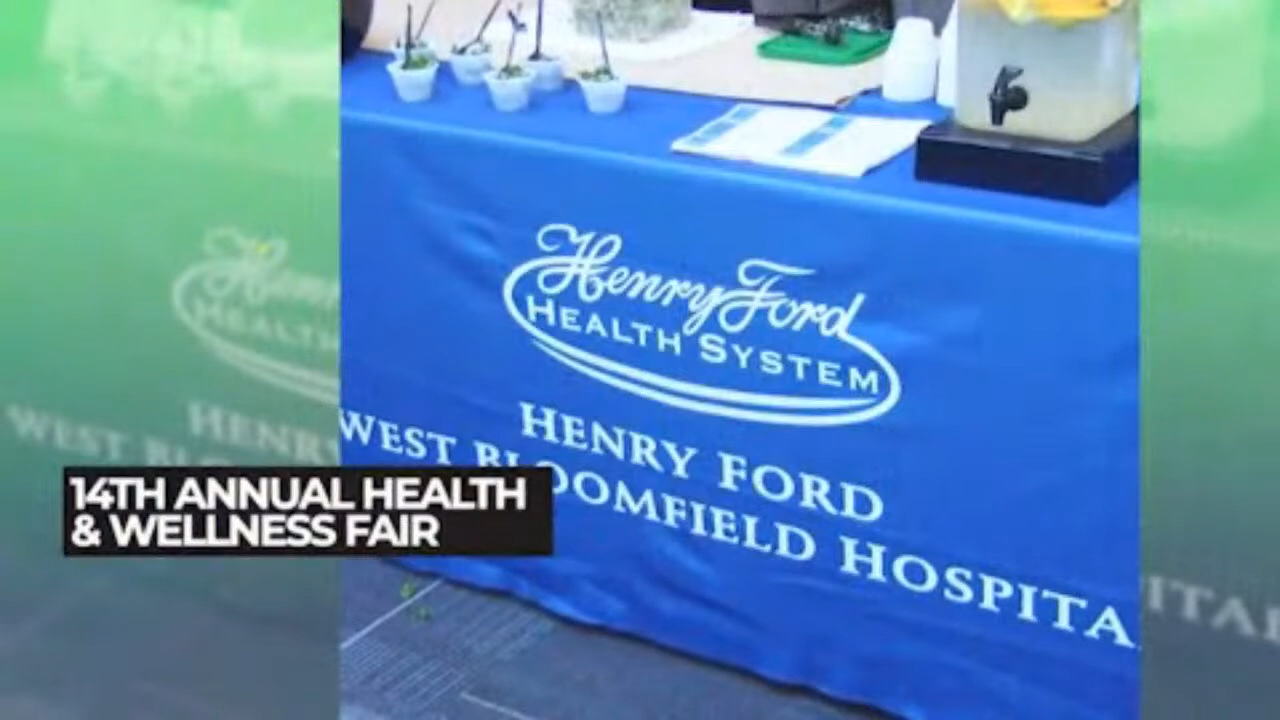 Henry Ford
HEALTH SYSTEM
HENRY FORD
WEST BLOOMFIELD HOSPITA
14TH ANNUAL HEALTH
& WELLNESS FAIR